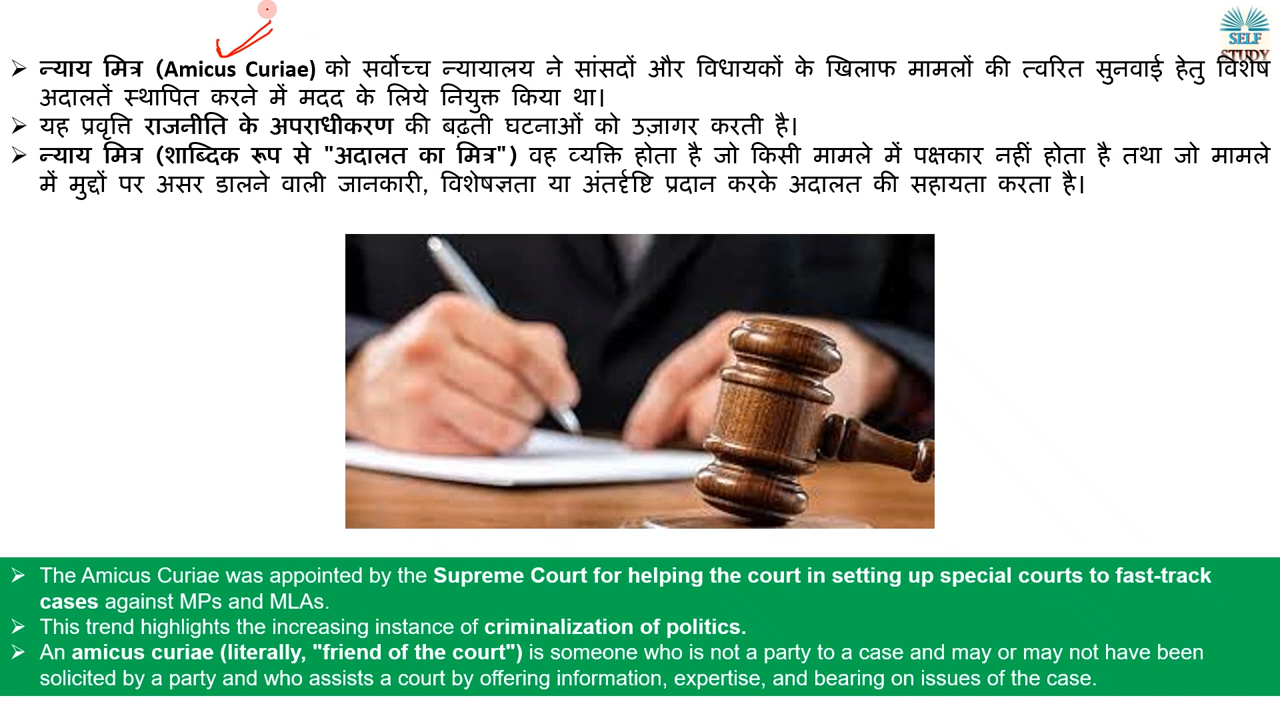 SELF
STUDY
➢ न्याय मित्र (Amicus Curiae) को सर्वोच्च न्यायालय ने सांसदों और विधायकों के खिलाफ मामलों की त्वरित सुनवाई हेतु विशेष
अदालतें स्थापित करने में मदद के लिये नियुक्त किया था।
➢ यह प्रवृत्ति राजनीति के अपराधीकरण की बढ़ती घटनाओं को उज़ागर करती है।
➢ न्याय मित्र (शाब्दिक रूप से "अदालत का मित्र") वह व्यक्ति होता है जो किसी मामले में पक्षकार नहीं होता है तथा जो मामले
में मुद्दों पर असर डालने वाली जानकारी, विशेषज्ञता या अंतर्दृष्टि प्रदान करके अदालत की सहायता करता है।
➢ The Amicus Curiae was appointed by the Supreme Court for helping the court in setting up special courts to fast-track
cases against MPs and MLAs.
➢ This trend highlights the increasing instance of criminalization of politics.
➢ An amicus curiae (literally, "friend of the court") is someone who is not a party to a case and may or may not have been
solicited by a party and who assists a court by offering information, expertise, and bearing on issues of the case.